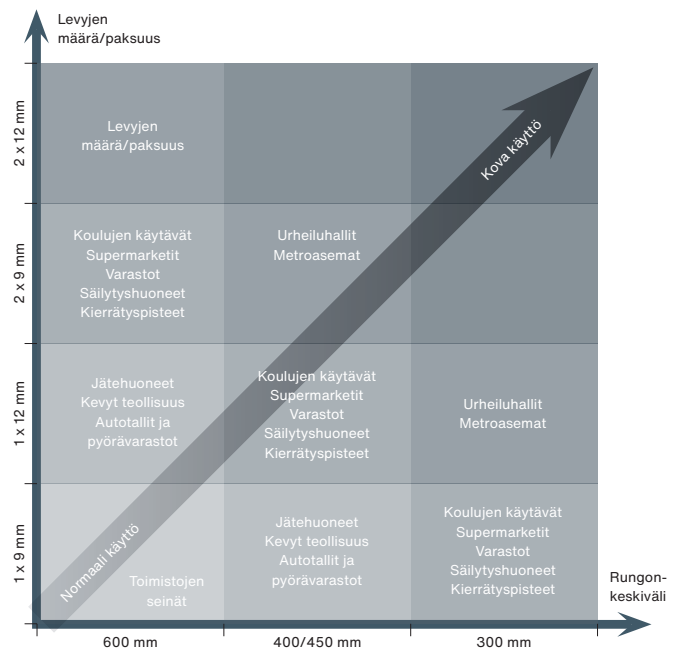 Levyjen
määrä/paksuus
2 x 12 mm
Levyjen
määrä/paksuus
Kova käyttö
2 x 9 mm
Koulujen käytävät
Supermarketit
Varastot
Säilytyshuoneet
Kierrätyspisteet
Urheiluhallit
Metroasemat
1 x 12 mm
Jätehuoneet
Kevyt teollisuus
Autotallit ja
pyörävarastot
Koulujen käytävät
Supermarketit
Varastot
Säilytyshuoneet
Kierrätyspisteet
Urheiluhallit
Metroasemat
1 x 9 mm
Normaali käyttö
Toimistojen
seinät
Jätehuoneet
Kevyt teollisuus
Autotallit ja
pyörävarastot
Koulujen käytävät
Supermarketit
Varastot
Säilytyshuoneet
Kierrätyspisteet
Rungon-
keskiväli
600 mm
400/450 mm
300 mm